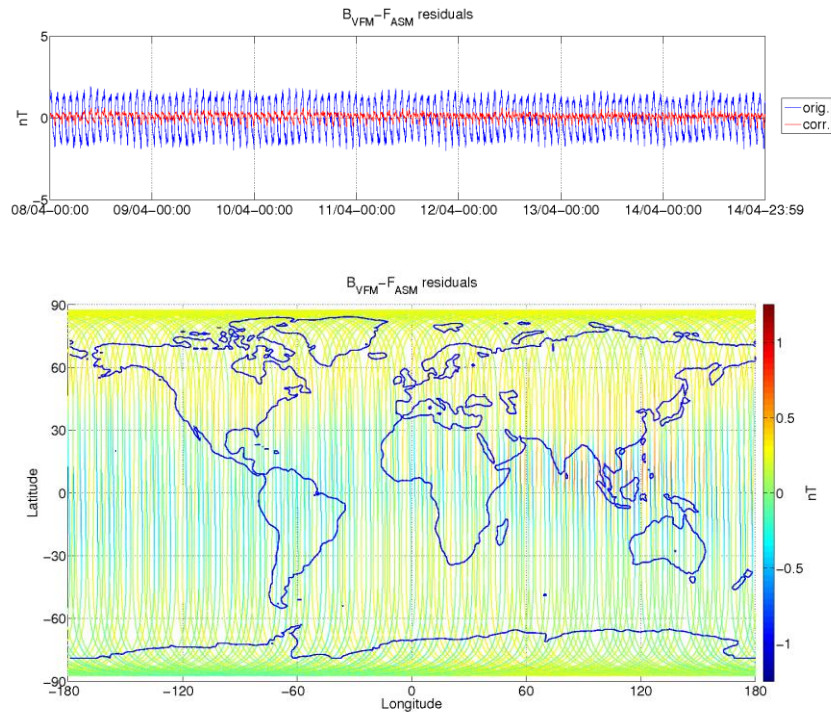 B_VFM−F_ASM residuals
5
0
−5
nT
08/04−00:00 09/04−00:00 10/04−00:00 11/04−00:00 12/04−00:00 13/04−00:00 14/04−00:00 14/04−23:59
orig.
corr.
B_VFM−F_ASM residuals
90
60
30
0
−30
−60
−90
Latitude
−180 −120 −60 0 60 120 180
Longitude
1
0.5
0
−0.5
−1
nT